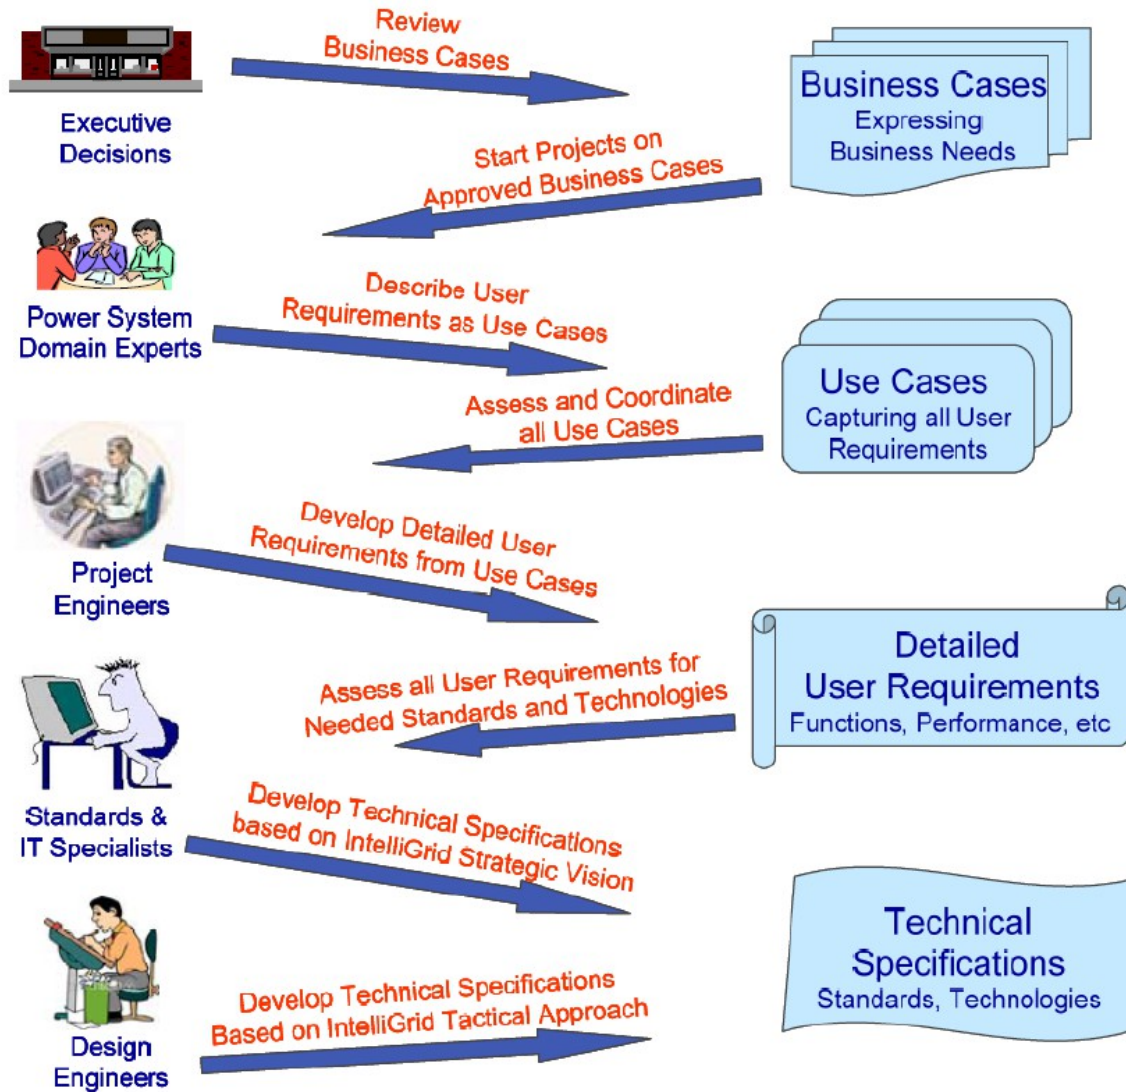 Review
Business Cases
Business Cases
Expressing
Business Needs
Executive
Decisions
Start Projects on
Approved Business Cases
Power System
Domain Experts
Describe User
Requirements as Use Cases
Use Cases
Capturing all User
Requirements
Assess and Coordinate
all Use Cases
Project
Engineers
Develop Detailed User
Requirements from Use Cases
Detailed
User Requirements
Functions, Performance, etc
Assess all User Requirements for
Needed Standards and Technologies
Standards &
IT Specialists
Develop Technical Specifications
based on IntelliGrid Strategic Vision
Technical
Specifications
Standards, Technologies
Develop Technical Specifications
Based on IntelliGrid Tactical Approach
Design
Engineers